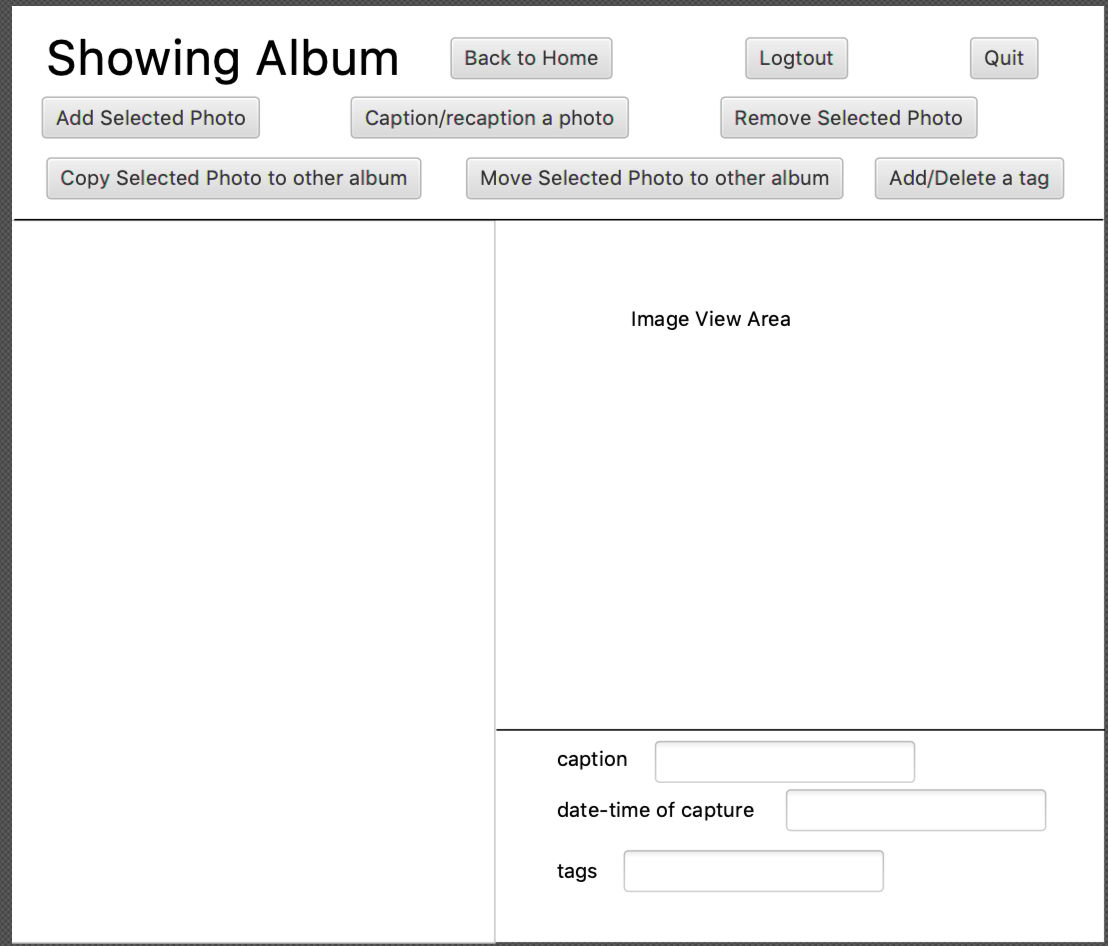 Showing Album Back to Home Logtout Quit
Add Selected Photo Caption/recaption a photo Remove Selected Photo
Copy Selected Photo to other album Move Selected Photo to other album Add/Delete a tag
Image View Area
caption
date-time of capture
tags